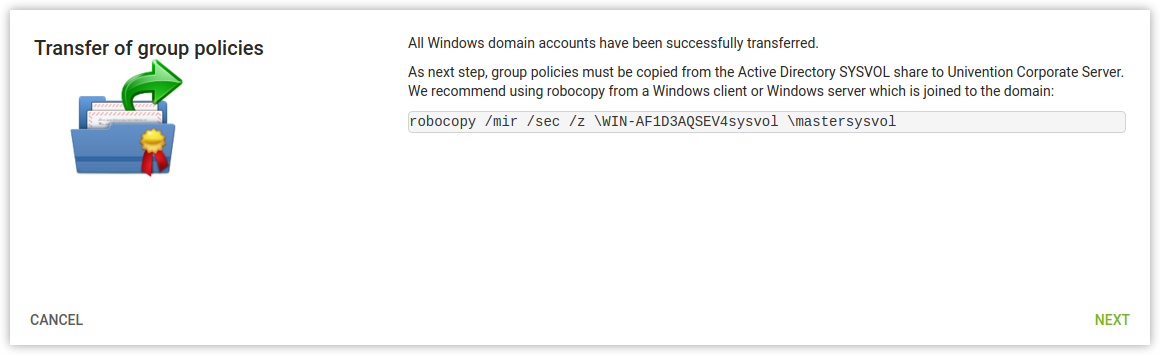 Transfer of group policies
All Windows domain accounts have been successfully transferred.
As next step, group policies must be copied from the Active Directory SYSVOL share to Univention Corporate Server.
We recommend using robocopy from a Windows client or Windows server which is joined to the domain:
robocopy /mir /sec /z \WIN-AF1D3AQSEV4sysvol \mastersysvol
CANCEL
NEXT